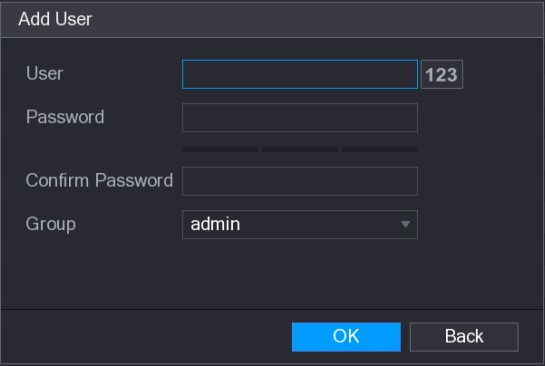 Add User
User 123
Password
Confirm Password
Group admin
OK Back